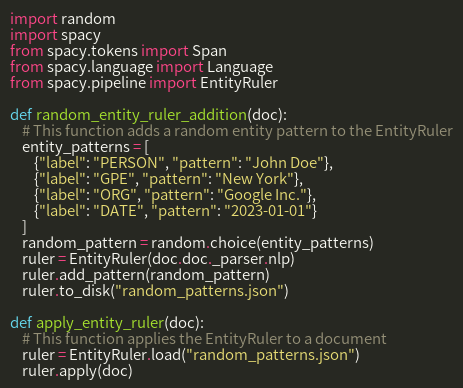 import random
import spacy
from spacy.tokens import Span
from spacy.language import Language
from spacy.pipeline import EntityRuler

def random_entity_ruler_addition(doc):
    # This function adds a random entity pattern to the EntityRuler
    entity_patterns = [
        {"label": "PERSON", "pattern": "John Doe"},
        {"label": "GPE", "pattern": "New York"},
        {"label": "ORG", "pattern": "Google Inc."},
        {"label": "DATE", "pattern": "2023-01-01"}
    ]
    random_pattern = random.choice(entity_patterns)
    ruler = EntityRuler(doc.doc._parser.nlp)
    ruler.add_pattern(random_pattern)
    ruler.to_disk("random_patterns.json")

def apply_entity_ruler(doc):
    # This function applies the EntityRuler to a document
    ruler = EntityRuler.load("random_patterns.json")
    ruler.apply(doc)